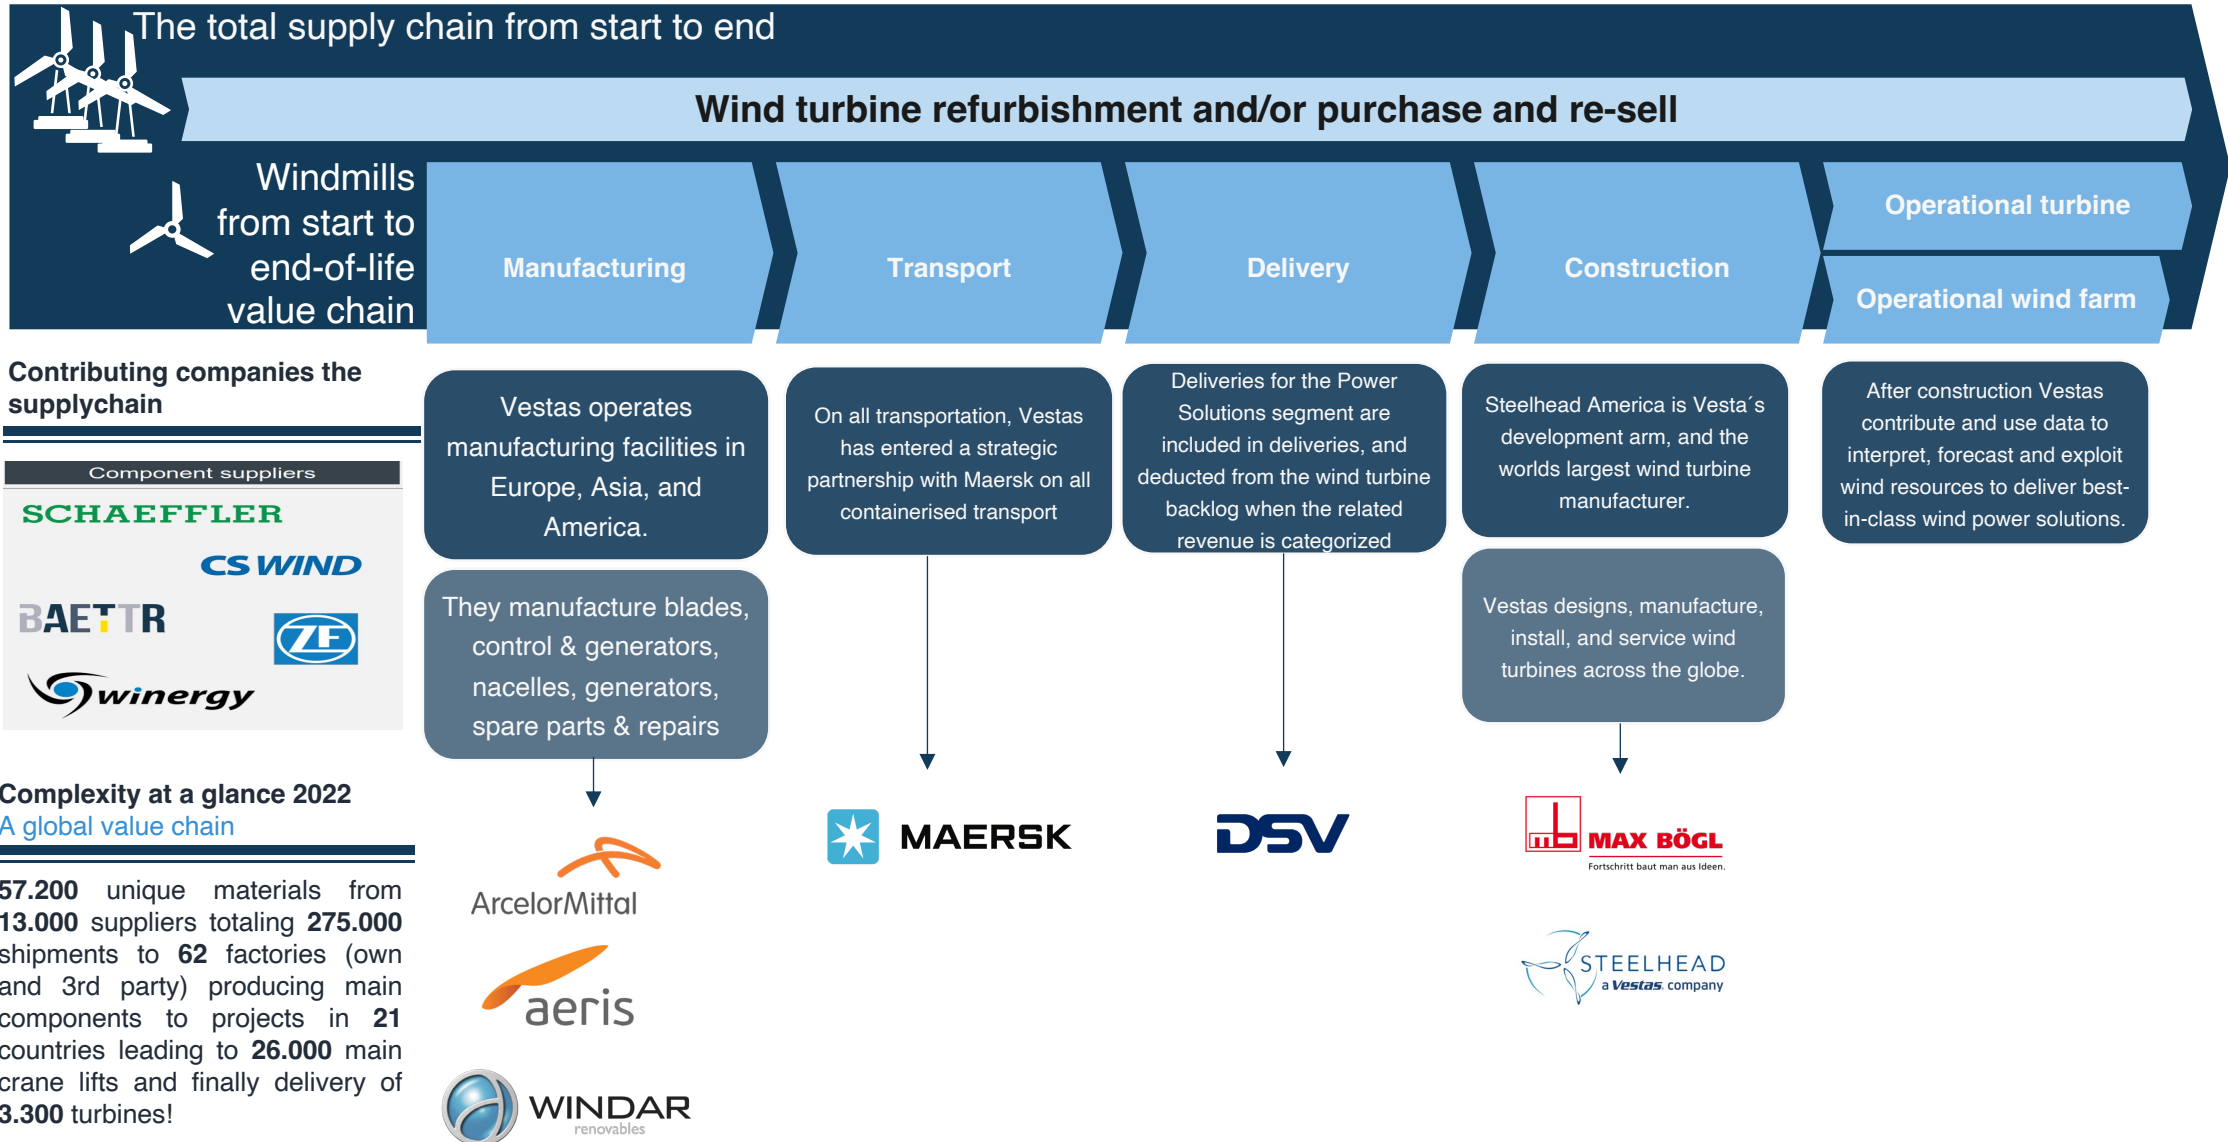 The total supply chain from start to end
Wind turbine refurbishment and/or purchase and re-sell
Windmills
from start to
end-of-life
value chain
Manufacturing
Transport
Delivery
Construction
Operational turbine
Operational wind farm
Contributing companies the
supplychain
Component suppliers
SCHAEFFLER
CS WIND
BAETTR
ZF
winergy
Complexity at a glance 2022
A global value chain
57.200 unique materials from
13.000 suppliers totaling 275.000
shipments to 62 factories (own
and 3rd party) producing main
components to projects in 21
countries leading to 26.000 main
crane lifts and finally delivery of
3.300 turbines!
Vestas operates
manufacturing facilities in
Europe, Asia, and
America.
They manufacture blades,
control & generators,
nacelles, generators,
spare parts & repairs
ArcelorMittal
aeris
WINDAR
renovables
On all transportation, Vestas
has entered a strategic
partnership with Maersk on all
containerised transport
MAERSK
Deliveries for the Power
Solutions segment are
included in deliveries, and
deducted from the wind turbine
backlog when the related
revenue is categorized
DSV
Steelhead America is Vesta´s
development arm, and the
worlds largest wind turbine
manufacturer.
Vestas designs, manufacture,
install, and service wind
turbines across the globe.
mb
MAX BÖGL
Fortschritt baut man aus Ideen.
STEELHEAD
a Vestas company
After construction Vestas
contribute and use data to
interpret, forecast and exploit
wind resources to deliver best-
in-class wind power solutions.